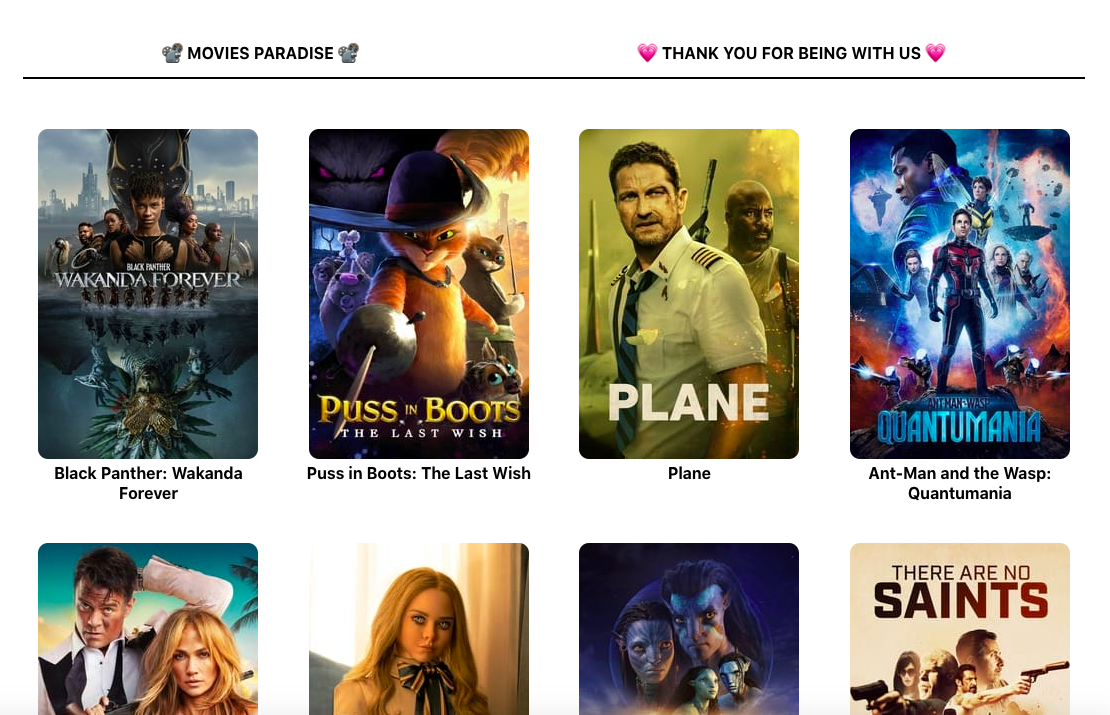 MOVIES PARADISE
THANK YOU FOR BEING WITH US
BLACK PANTHER
WAKANDA FOREVER
PUSS IN BOOTS
THE LAST WISH
PLANE
ANT-MAN AND THE WASP
QUANTUMANIA
Black Panther: Wakanda
Forever
Puss in Boots: The Last Wish
Plane
Ant-Man and the Wasp:
Quantumania
THERE ARE NO
SAINTS